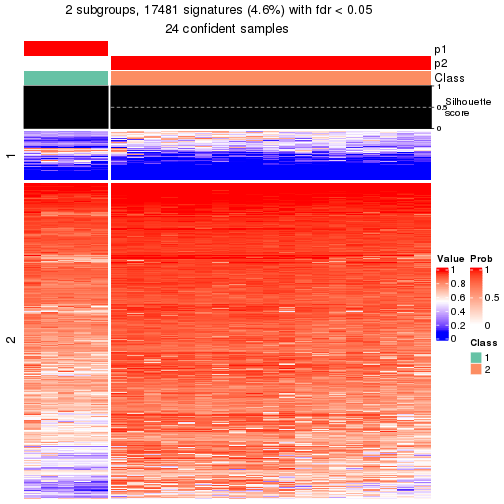 2 subgroups, 17481 signatures (4.6%) with fdr < 0.05
24 confident samples
p1
p2
Class
1
0.5
0
Silhouette
score
1
2
Value
1
0.8
0.6
0.4
0.2
0
Prob
1
0.5
0
Class
1
2